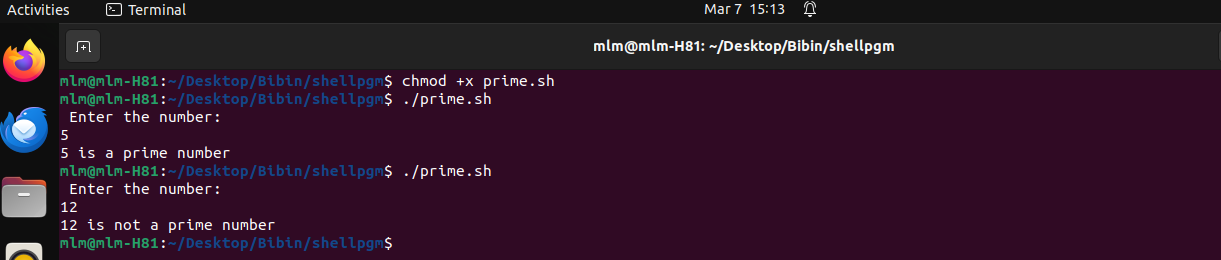 Activities Terminal Mar 7 15:13
mlm@mlm-H81: ~/Desktop/Bibin/shellpgm
mlm@mlm-H81:~/Desktop/Bibin/shellpgm$ chmod +x prime.sh
mlm@mlm-H81:~/Desktop/Bibin/shellpgm$ ./prime.sh
 Enter the number:
5
5 is a prime number
mlm@mlm-H81:~/Desktop/Bibin/shellpgm$ ./prime.sh
 Enter the number:
12
12 is not a prime number
mlm@mlm-H81:~/Desktop/Bibin/shellpgm$